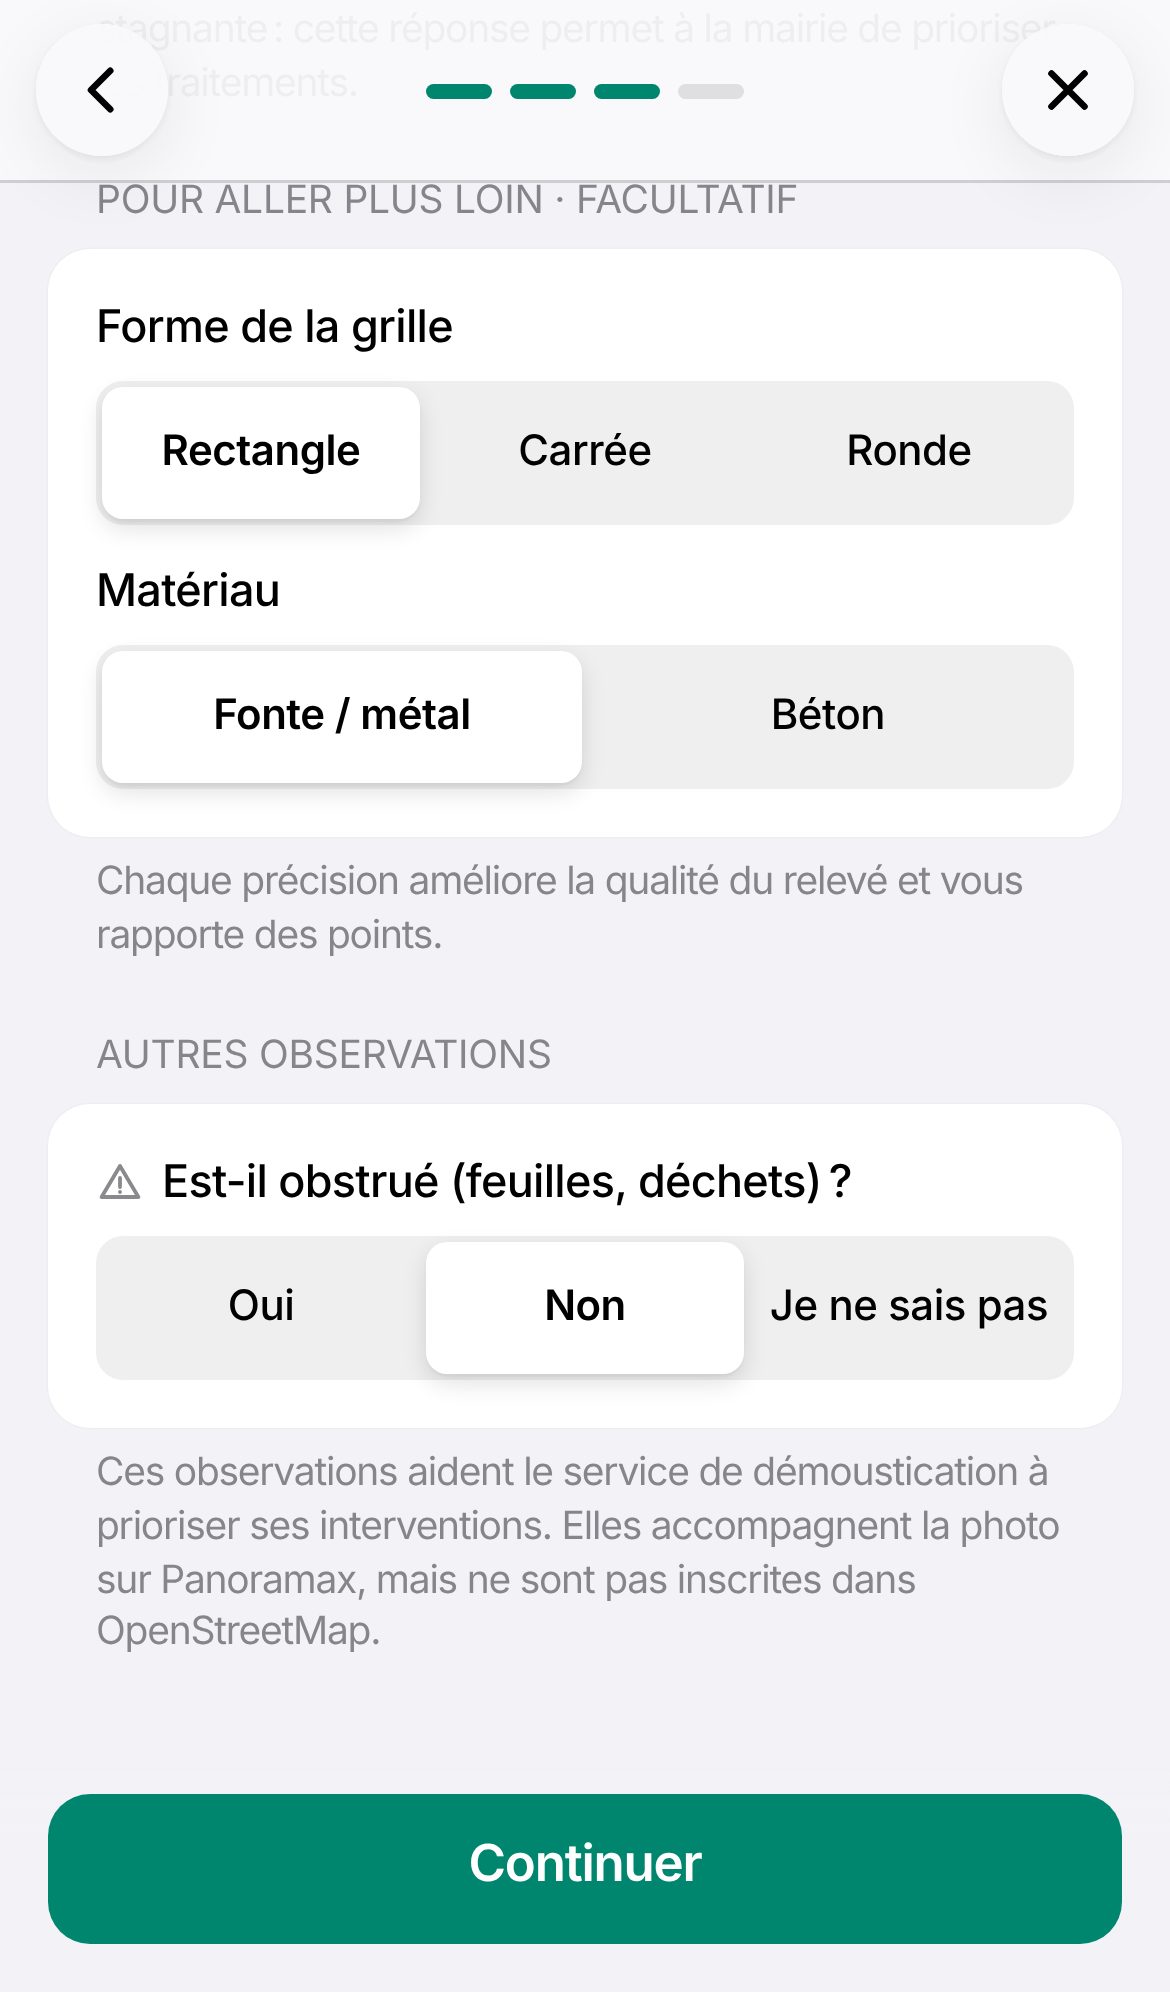 stagnante : cette réponse permet à la mairie de prioriser
raitements.
POUR ALLER PLUS LOIN · FACULTATIF
Forme de la grille
Rectangle Carrée Ronde
Matériau
Fonte / métal Béton
Chaque précision améliore la qualité du relevé et vous
rapporte des points.
AUTRES OBSERVATIONS
Est-il obstrué (feuilles, déchets) ?
Oui Non Je ne sais pas
Ces observations aident le service de démoustication à
prioriser ses interventions. Elles accompagnent la photo
sur Panoramax, mais ne sont pas inscrites dans
OpenStreetMap.
Continuer